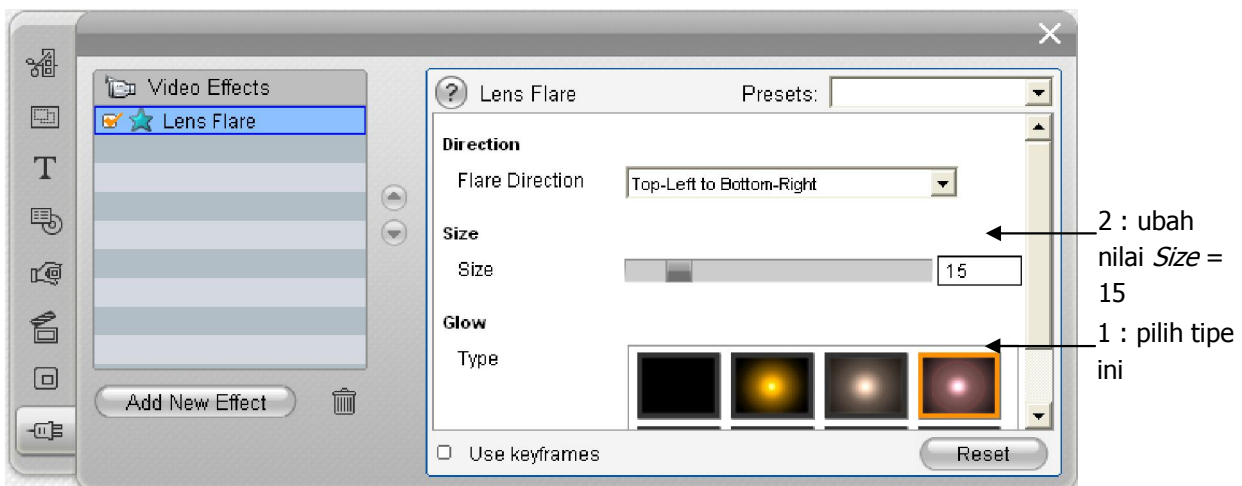 Video Effects
Lens Flare
Add New Effect
T
? Lens Flare Presets:
Direction
Flare Direction Top-Left to Bottom-Right
Size
Size 15
Glow
Type
Use keyframes Reset
2 : ubah
nilai Size =
15
1 : pilih tipe
ini